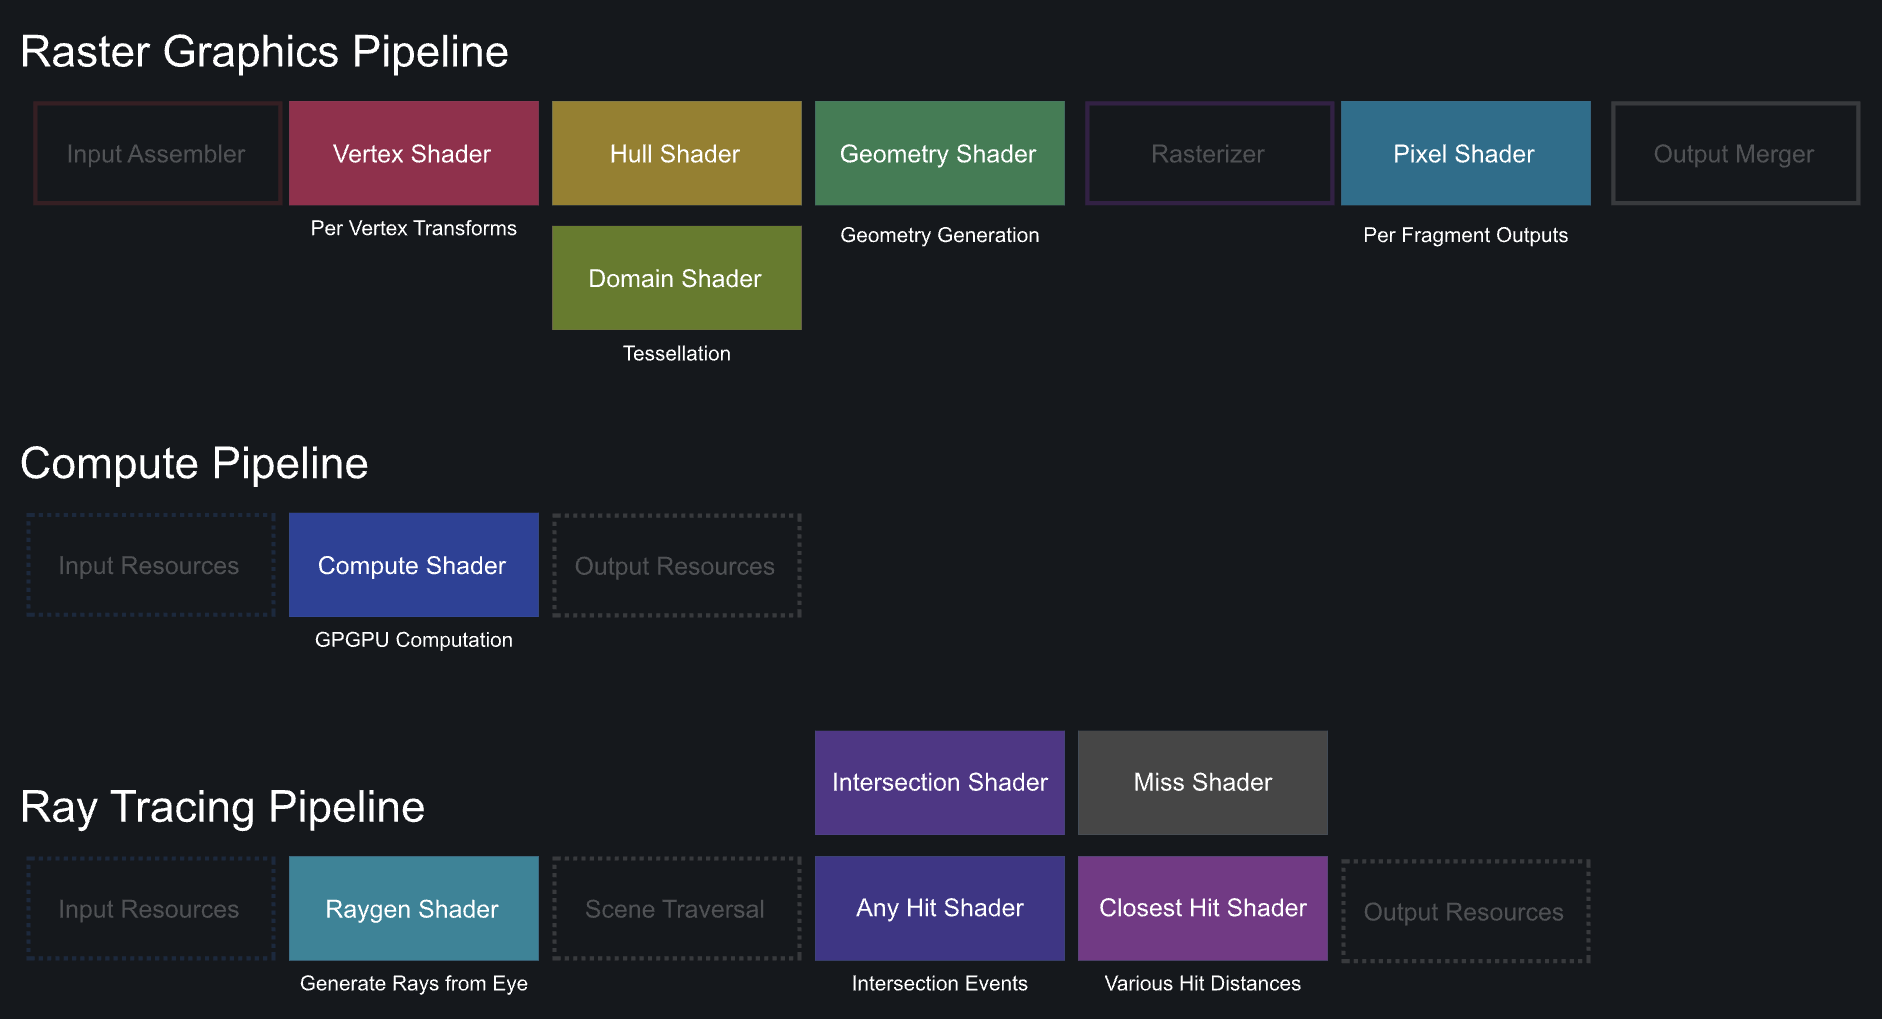 Raster Graphics Pipeline
Input Assembler
Vertex Shader
Hull Shader
Geometry Shader
Rasterizer
Pixel Shader
Output Merger
Per Vertex Transforms
Geometry Generation
Per Fragment Outputs
Domain Shader
Tessellation
Compute Pipeline
Input Resources
Compute Shader
Output Resources
GPGPU Computation
Intersection Shader
Miss Shader
Ray Tracing Pipeline
Input Resources
Raygen Shader
Scene Traversal
Any Hit Shader
Closest Hit Shader
Output Resources
Generate Rays from Eye
Intersection Events
Various Hit Distances